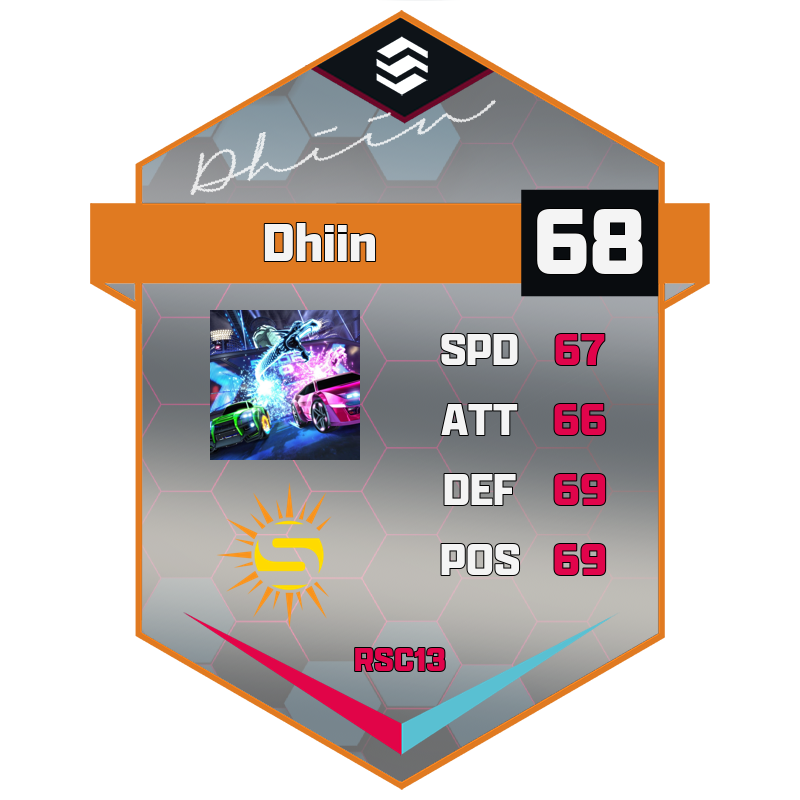 Dhiin
Dhiin 68
SPD 67
ATT 66
DEF 69
POS 69
RSC13